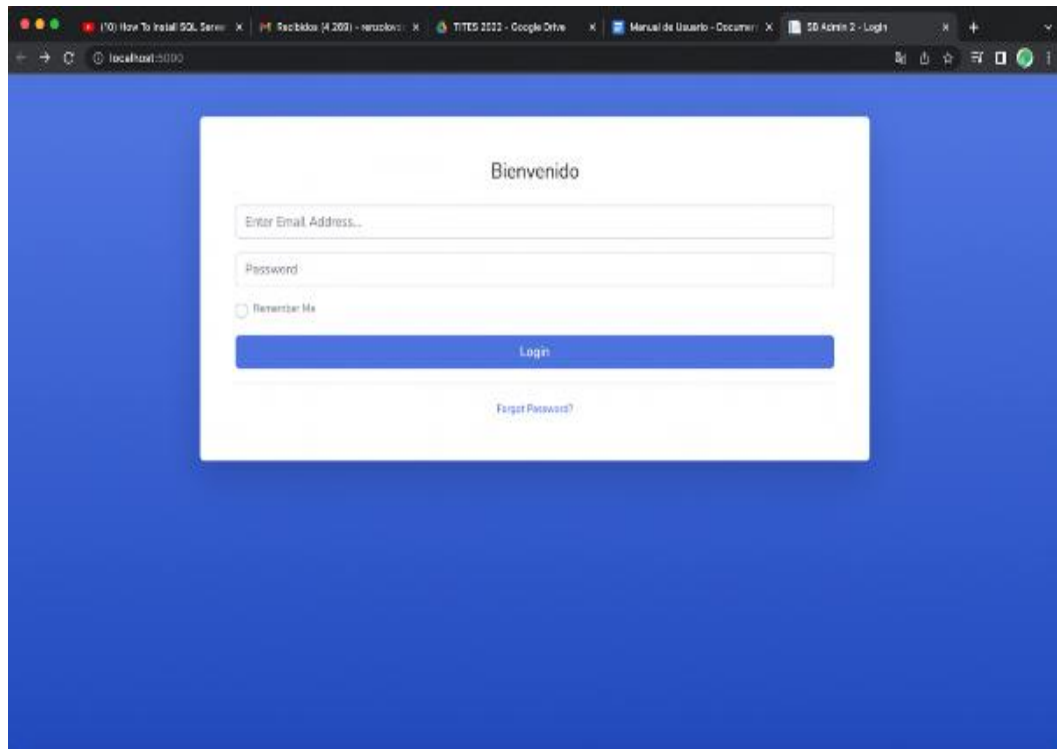 (10) How To Install SQL Server
Recibidos (4.269) -
TITES 2022 - Google Drive
Manual de Usuario - Documen
SB Admin 2 - Login
localhost:5000
Bienvenido
Enter Email Address...
Password
Remember Me
Login
Forgot Password?